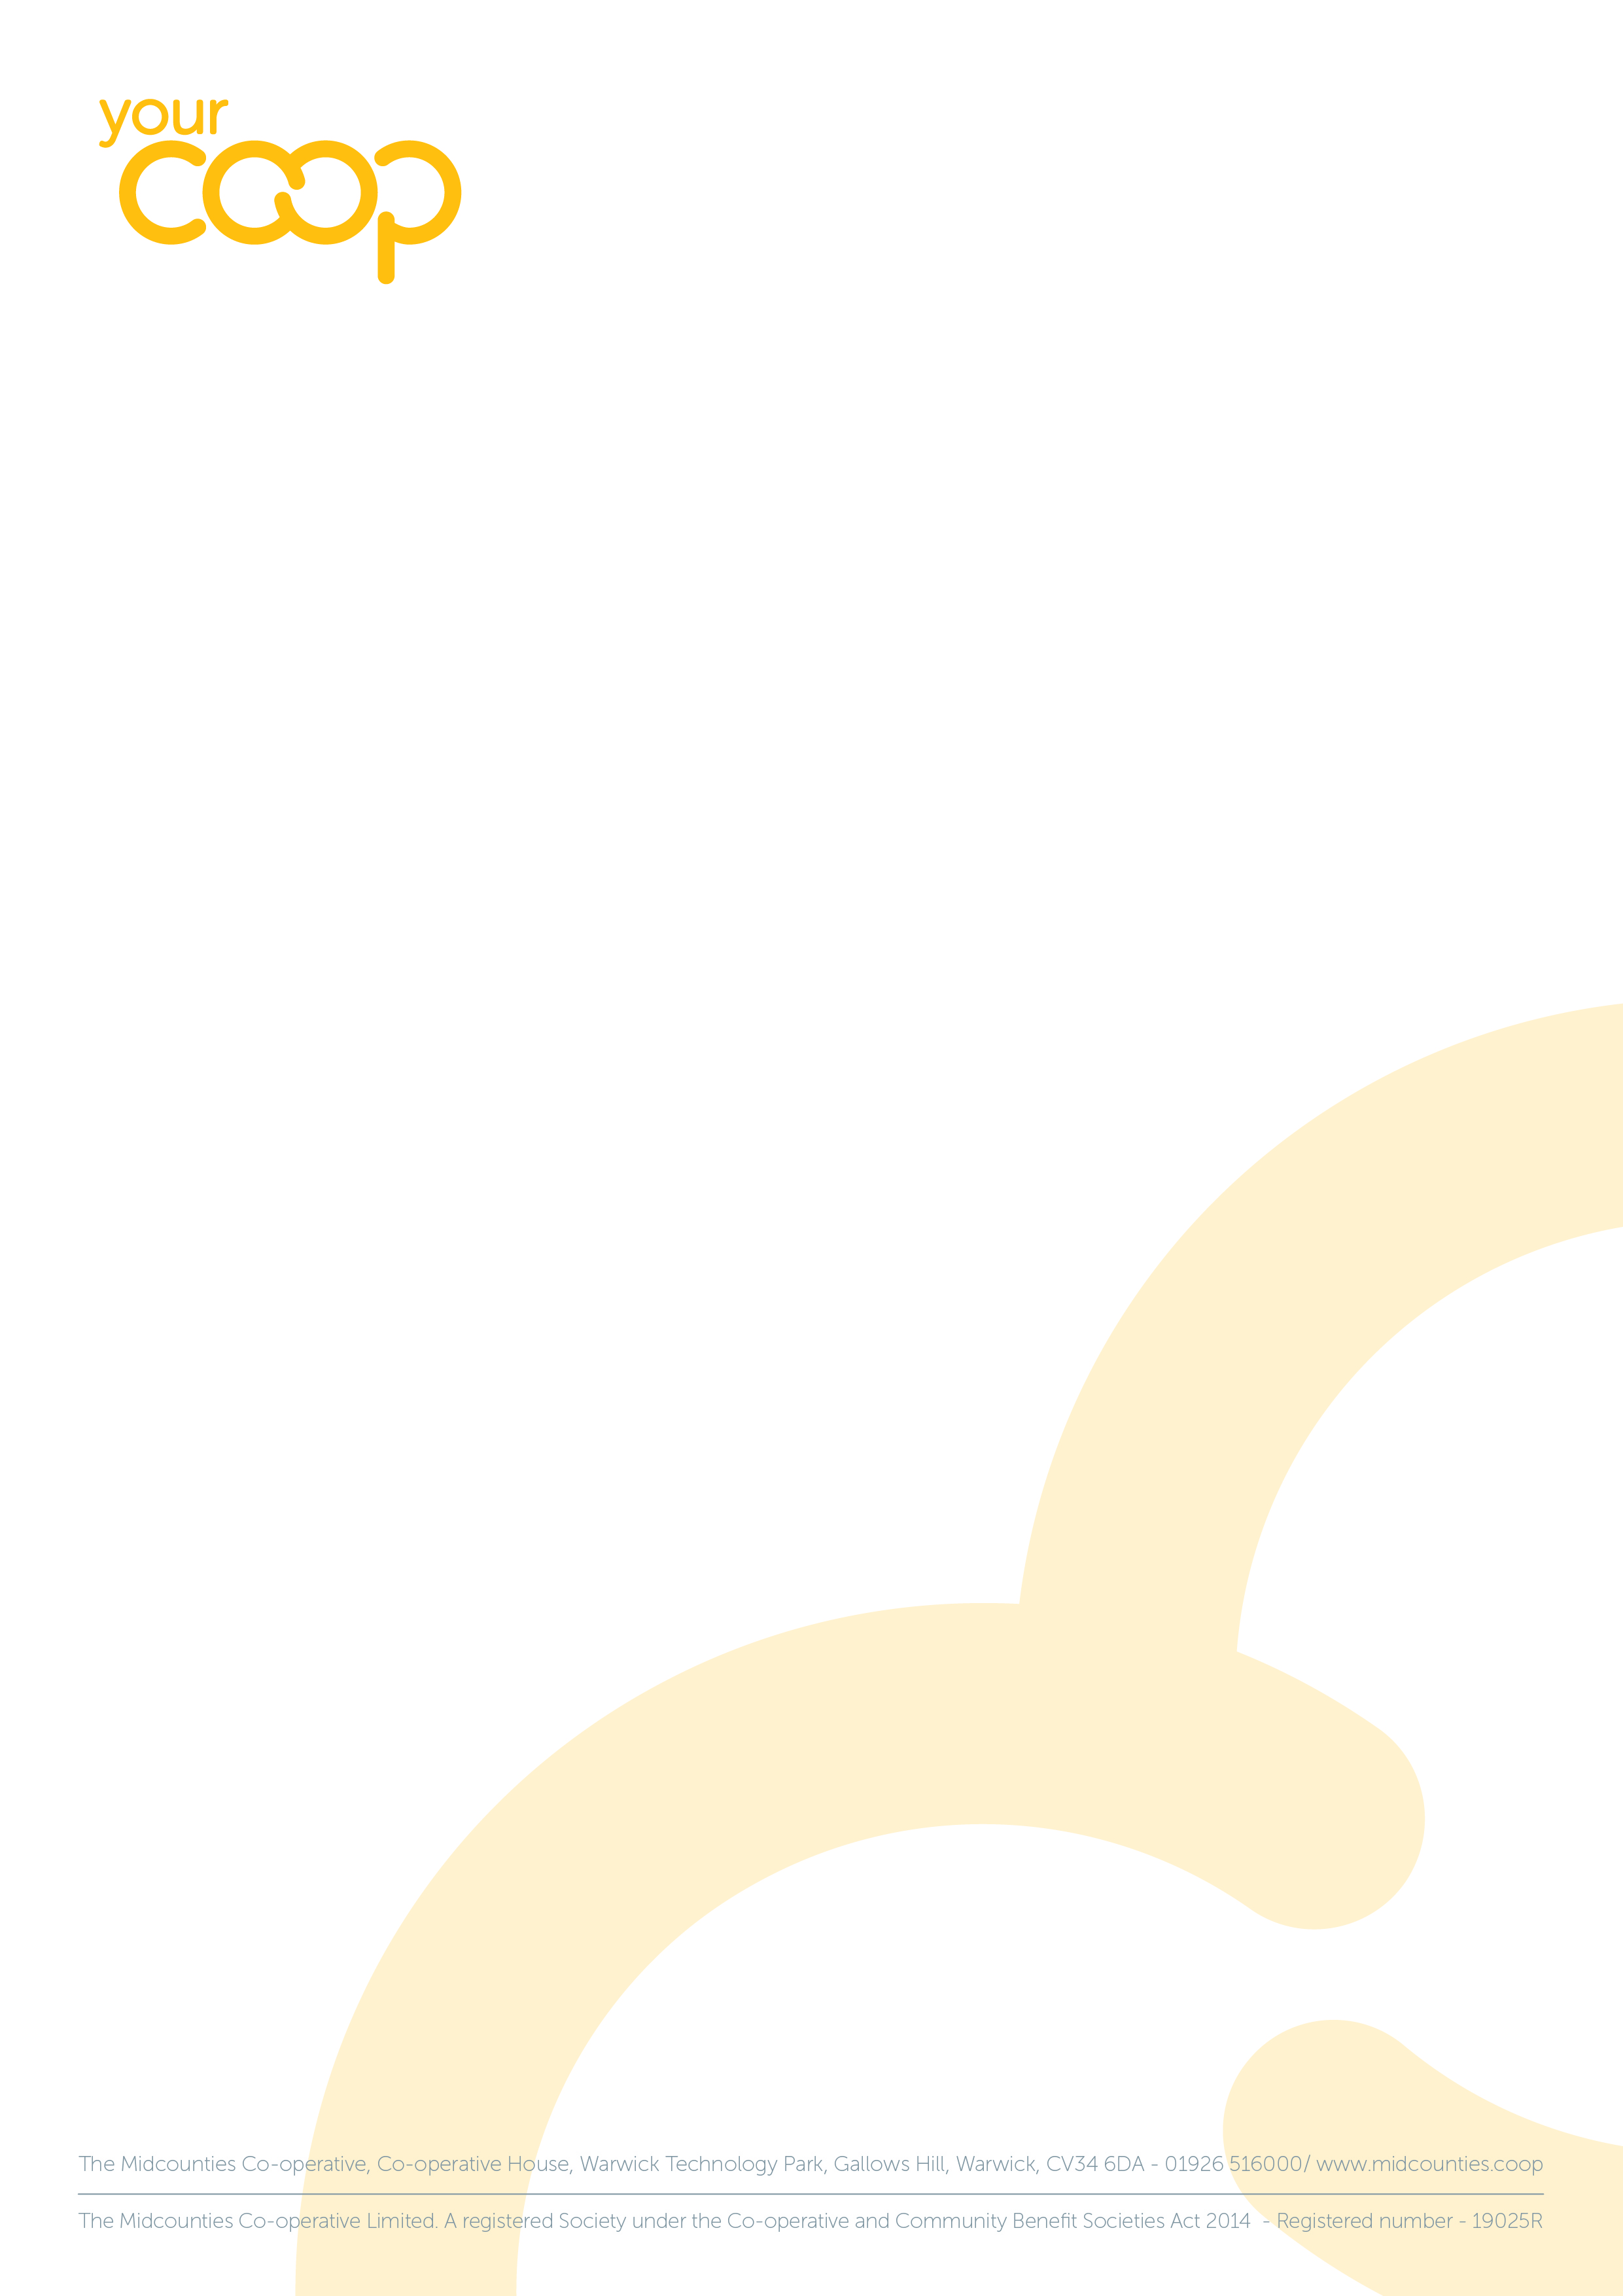 your
coop
The Midcounties Co-operative, Co-operative House, Warwick Technology Park, Gallows Hill, Warwick, CV34 6DA - 01926 516000/ www.midcounties.coop
The Midcounties Co-operative Limited. A registered Society under the Co-operative and Community Benefit Societies Act 2014 - Registered number - 19025R